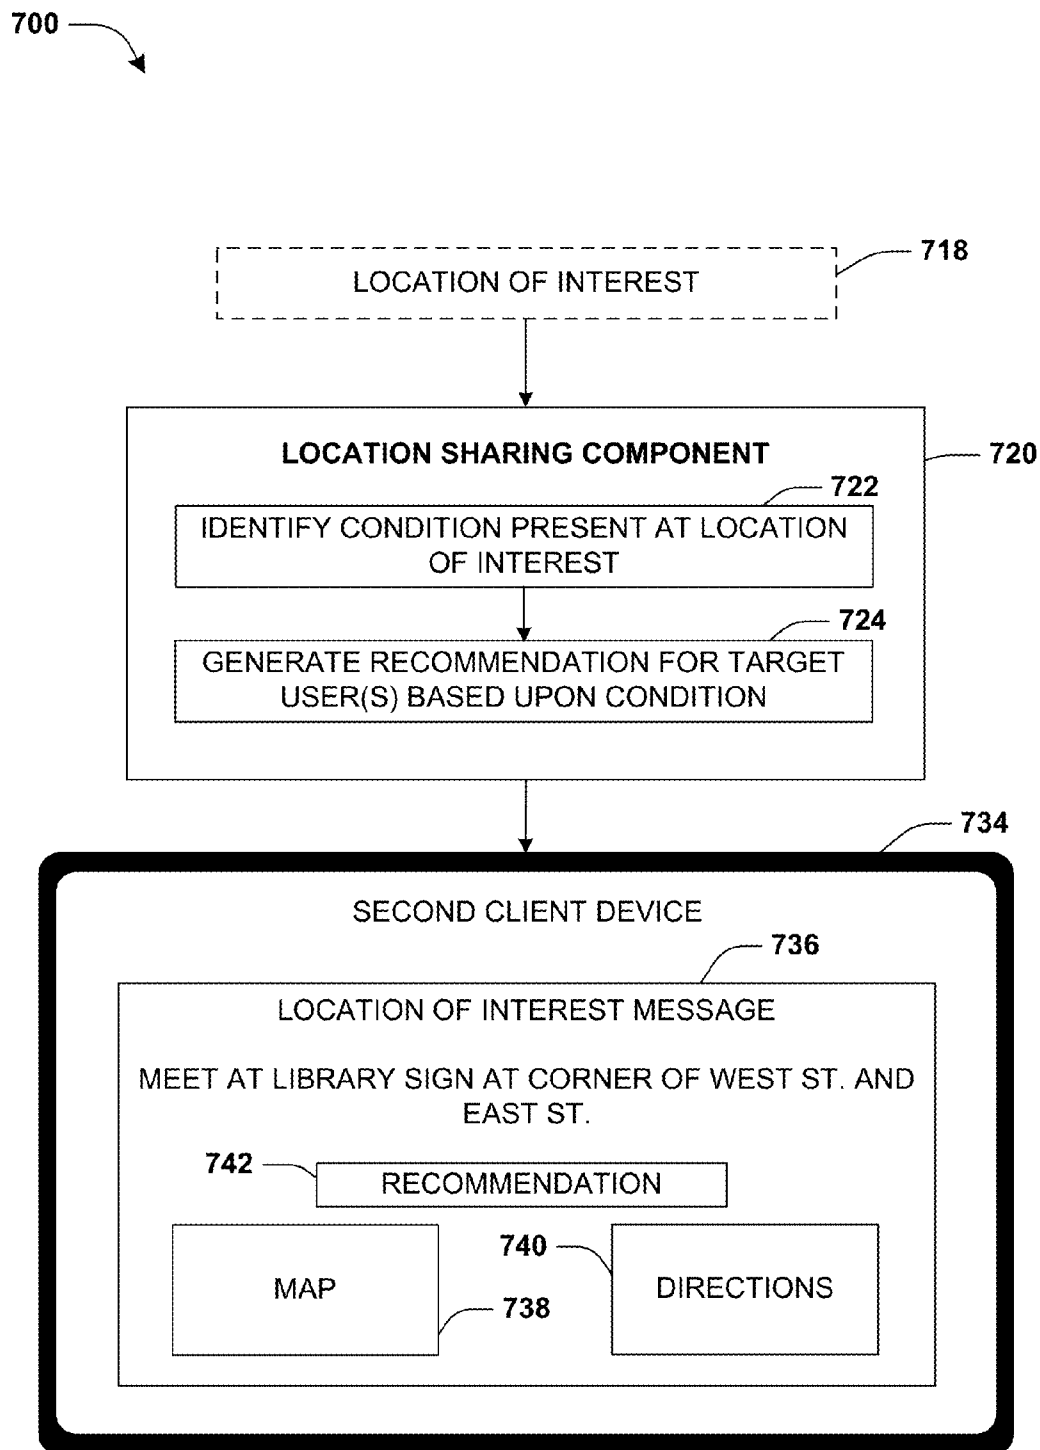 700
LOCATION OF INTEREST
718
LOCATION SHARING COMPONENT
720
722
IDENTIFY CONDITION PRESENT AT LOCATION
OF INTEREST
724
GENERATE RECOMMENDATION FOR TARGET
USER(S) BASED UPON CONDITION
734
SECOND CLIENT DEVICE
736
LOCATION OF INTEREST MESSAGE
MEET AT LIBRARY SIGN AT CORNER OF WEST ST. AND
EAST ST.
742
RECOMMENDATION
MAP
738
740
DIRECTIONS